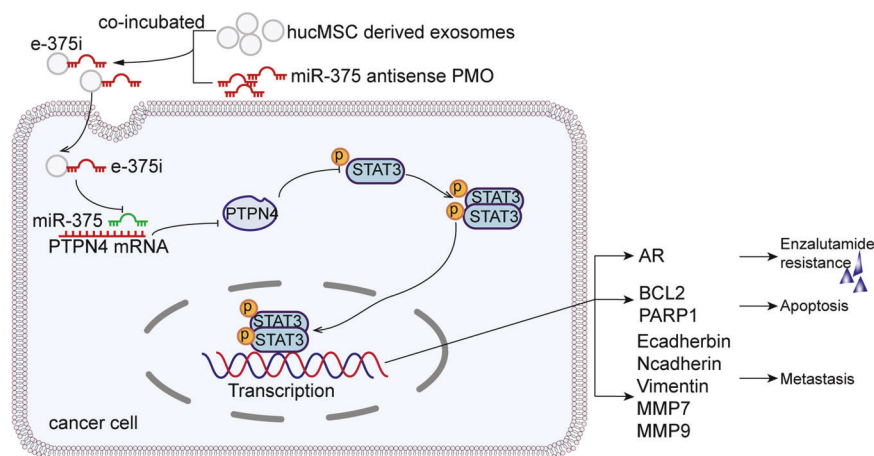 co-incubated
hucMSC derived exosomes
e-375i
miR-375 antisense PMO
e-375i
miR-375
PTPN4 mRNA
PTPN4
p
STAT3
p
STAT3
p
STAT3
p
STAT3
p
STAT3
Transcription
cancer cell
AR
Enzalutamide
resistance
BCL2
PARP1
Apoptosis
Ecadherbin
Ncadherin
Vimentin
MMP7
MMP9
Metastasis